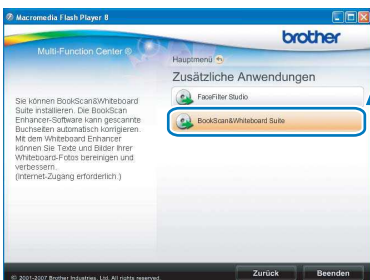 Macromedia Flash Player 8
brother
Multi-Function Center ®
Hauptmenü
Zusätzliche Anwendungen
FaceFilter Studio
BookScan&Whiteboard Suite
Sie können BookScan&Whiteboard
Suite installieren. Die BookScan
Enhancer-Software kann gescannte
Buchseiten automatisch korrigieren.
Mit dem Whiteboard Enhancer
können Sie Texte und Bilder Ihrer
Whiteboard-Fotos bereinigen und
verbessern.
(Internet-Zugang erforderlich.)
© 2001-2007 Brother Industries, Ltd. All rights reserved.
Zurück
Beenden